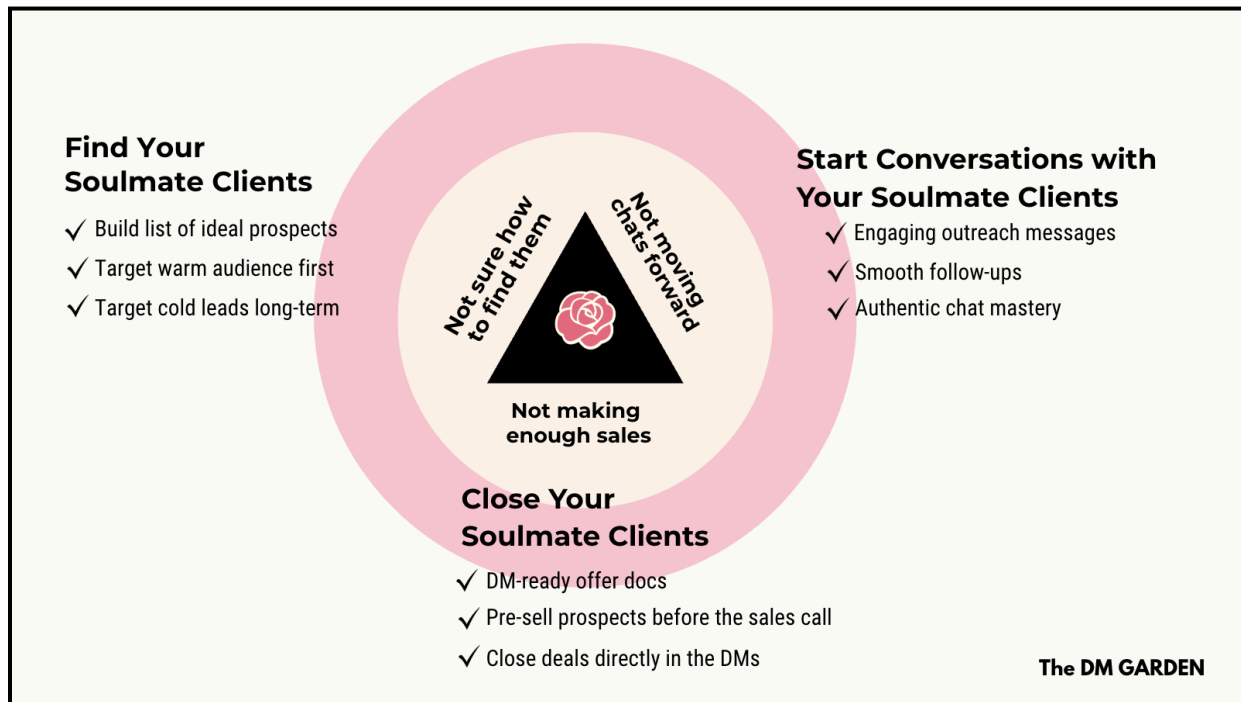 Find Your
Soulmate Clients
Build list of ideal prospects
Target warm audience first
Target cold leads long-term
Not sure how
to find them
Not moving
chats forward
Not making
enough sales
Start Conversations with
Your Soulmate Clients
Engaging outreach messages
Smooth follow-ups
Authentic chat mastery
Close Your
Soulmate Clients
DM-ready offer docs
Pre-sell prospects before the sales call
Close deals directly in the DMs
The DM GARDEN